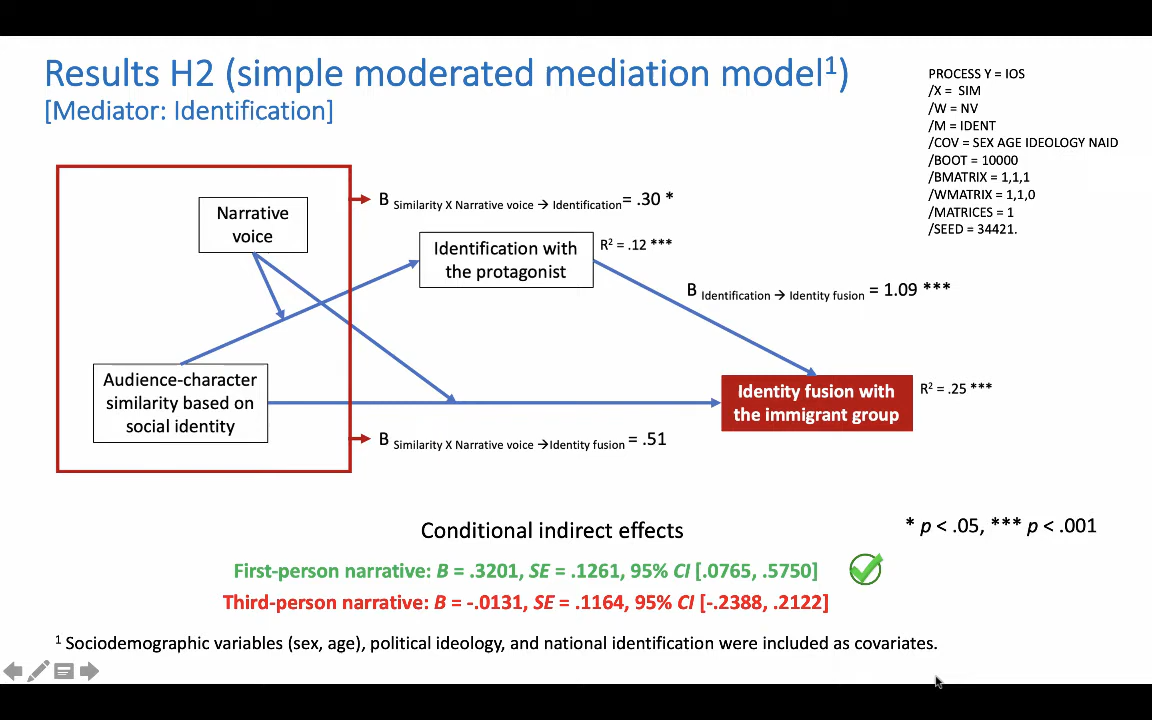 Results H2 (simple moderated mediation model¹)
[Mediator: Identification]
PROCESS Y = IOS
/X = SIM
/W = NV
/M = IDENT
/COV = SEX AGE IDEOLOGY NAID
/BOOT = 10000
/BMATRIX = 1,1,1
/WMATRIX = 1,1,0
/MATRICES = 1
/SEED = 34421.
B Similarity X Narrative voice → Identification = .30 *
Narrative
voice
Identification with
the protagonist
R² = .12 ***
B Identification → Identity fusion = 1.09 ***
Audience-character
similarity based on
social identity
Identity fusion with
the immigrant group
R² = .25 ***
B Similarity X Narrative voice →Identity fusion = .51
Conditional indirect effects
* p < .05, *** p < .001
First-person narrative: B = .3201, SE = .1261, 95% CI [.0765, .5750]
Third-person narrative: B = -.0131, SE = .1164, 95% CI [-.2388, .2122]
¹ Sociodemographic variables (sex, age), political ideology, and national identification were included as covariates.